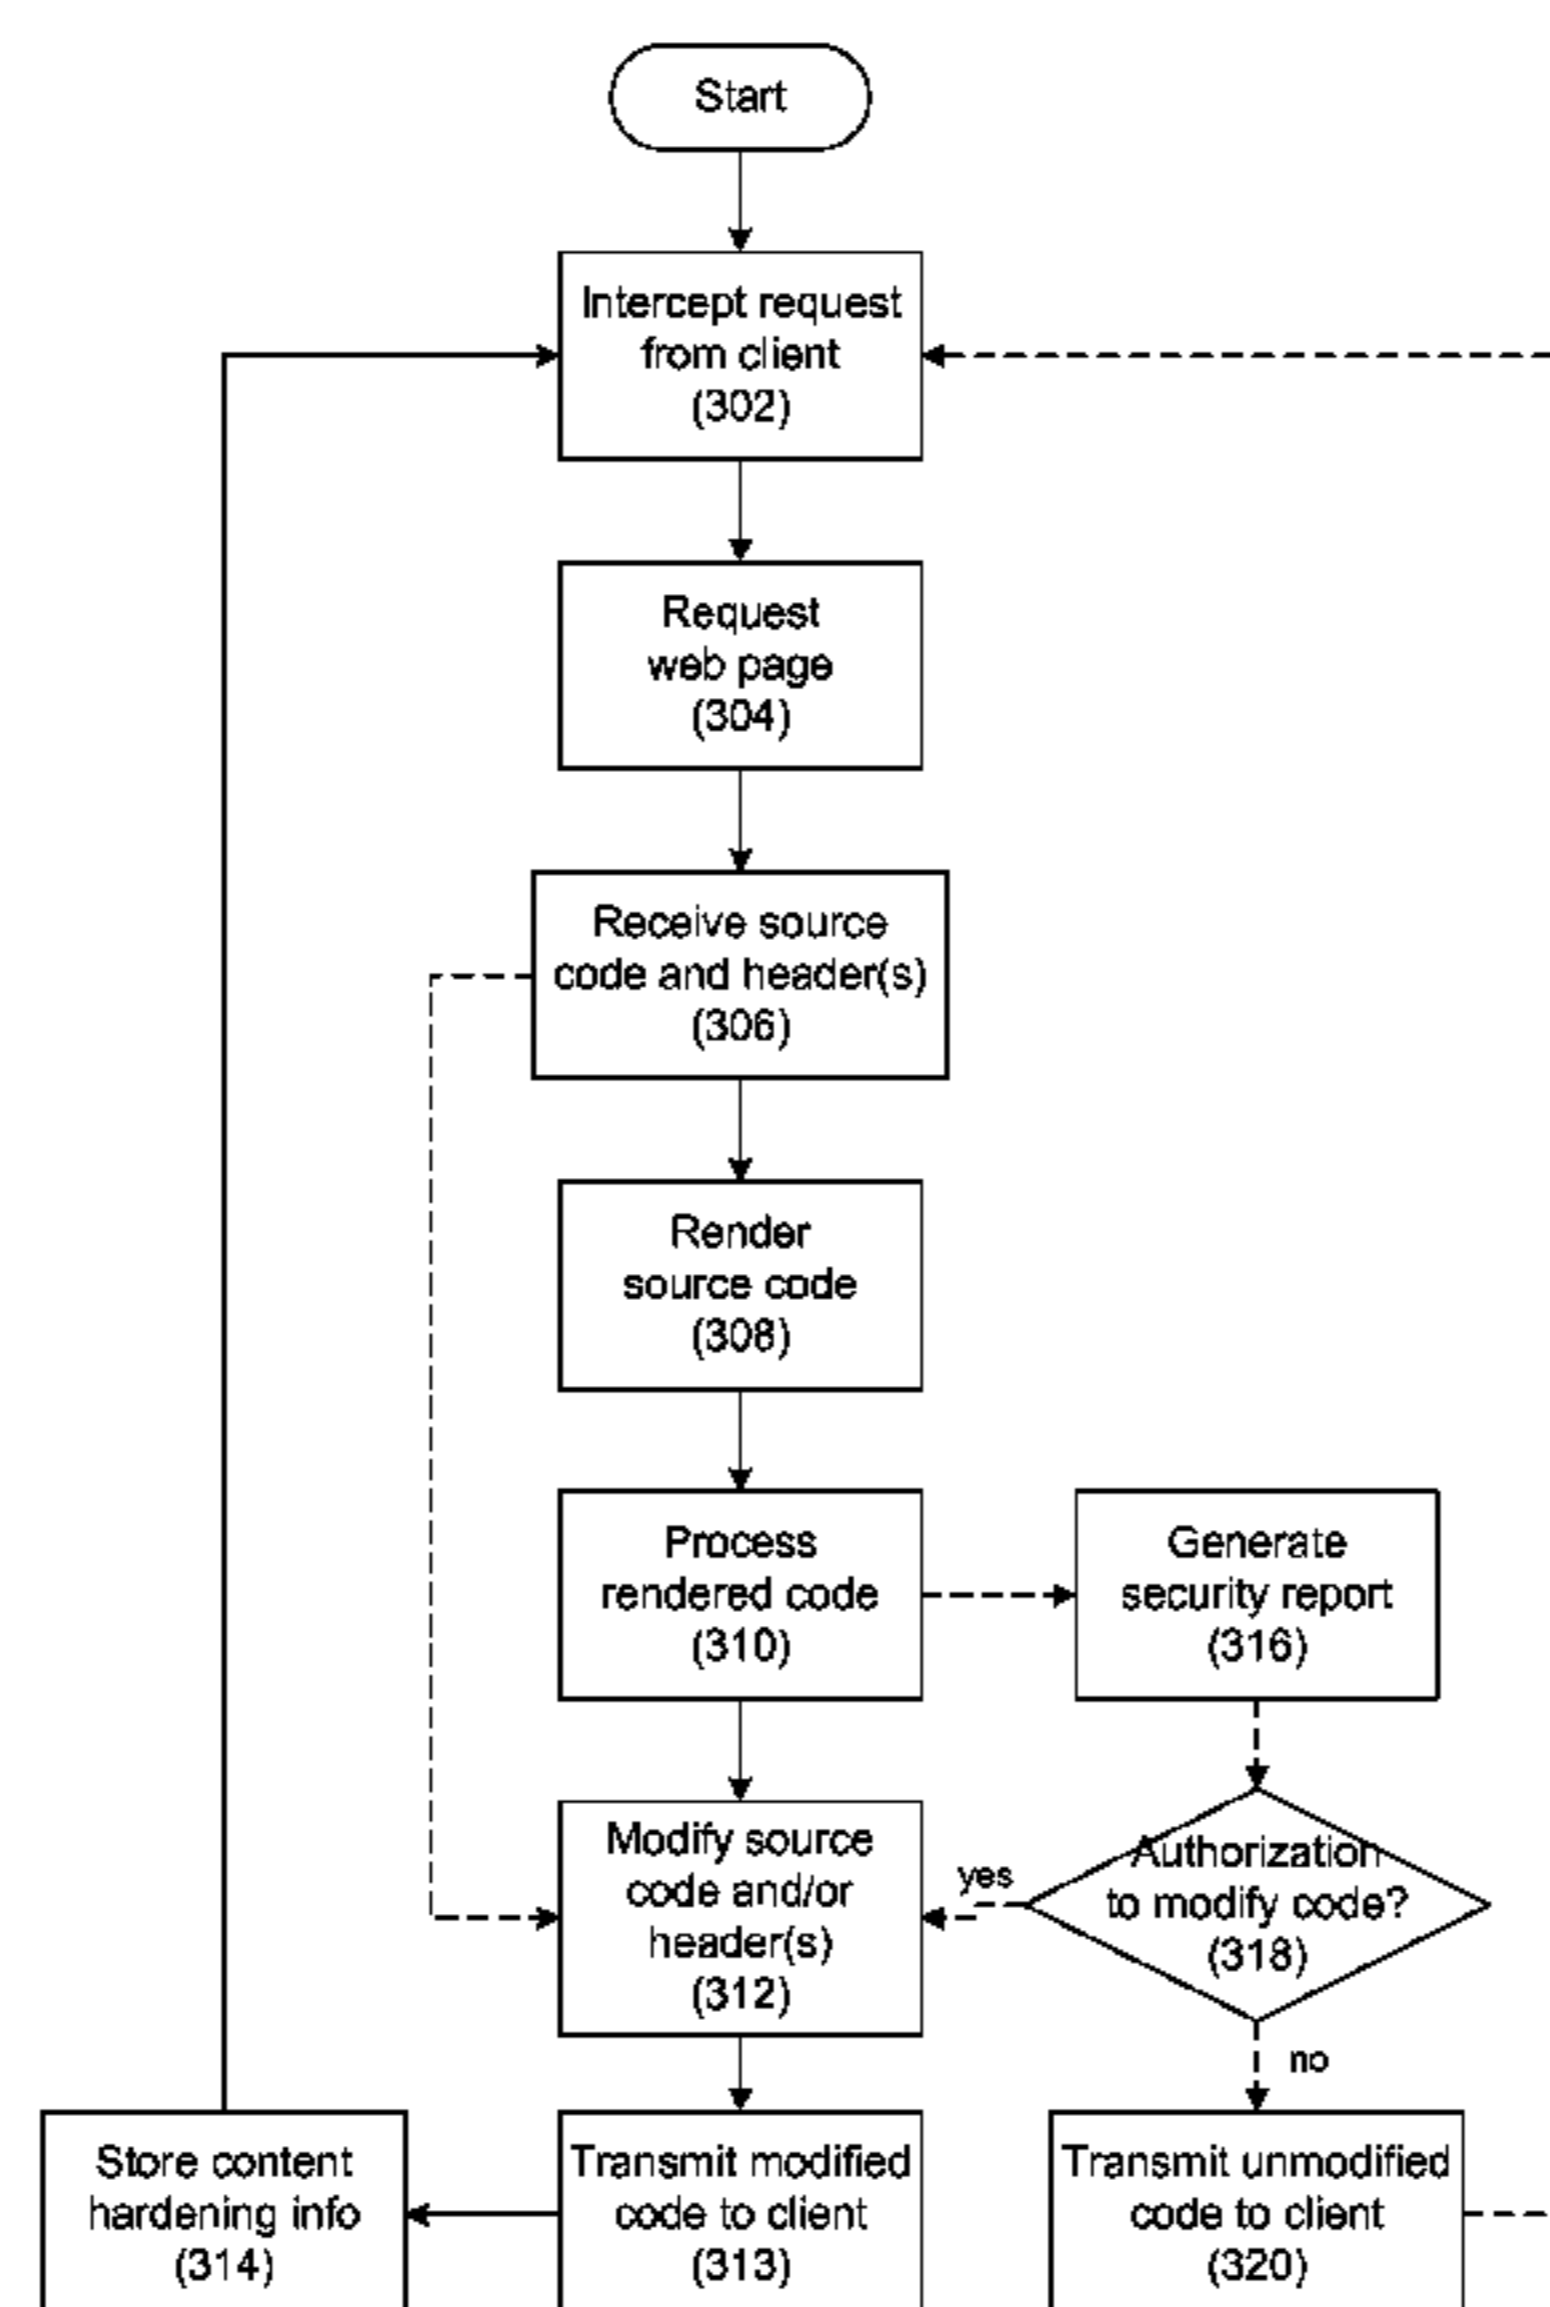 Start
Intercept request
from client
(302)
Request
web page
(304)
Receive source
code and header(s)
(306)
Render
source code
(308)
Process
rendered code
(310)
Generate
security report
(316)
Modify source
code and/or
header(s)
(312)
yes
Authorization
to modify code?
(318)
no
Store content
hardening info
(314)
Transmit modified
code to client
(313)
Transmit unmodified
code to client
(320)